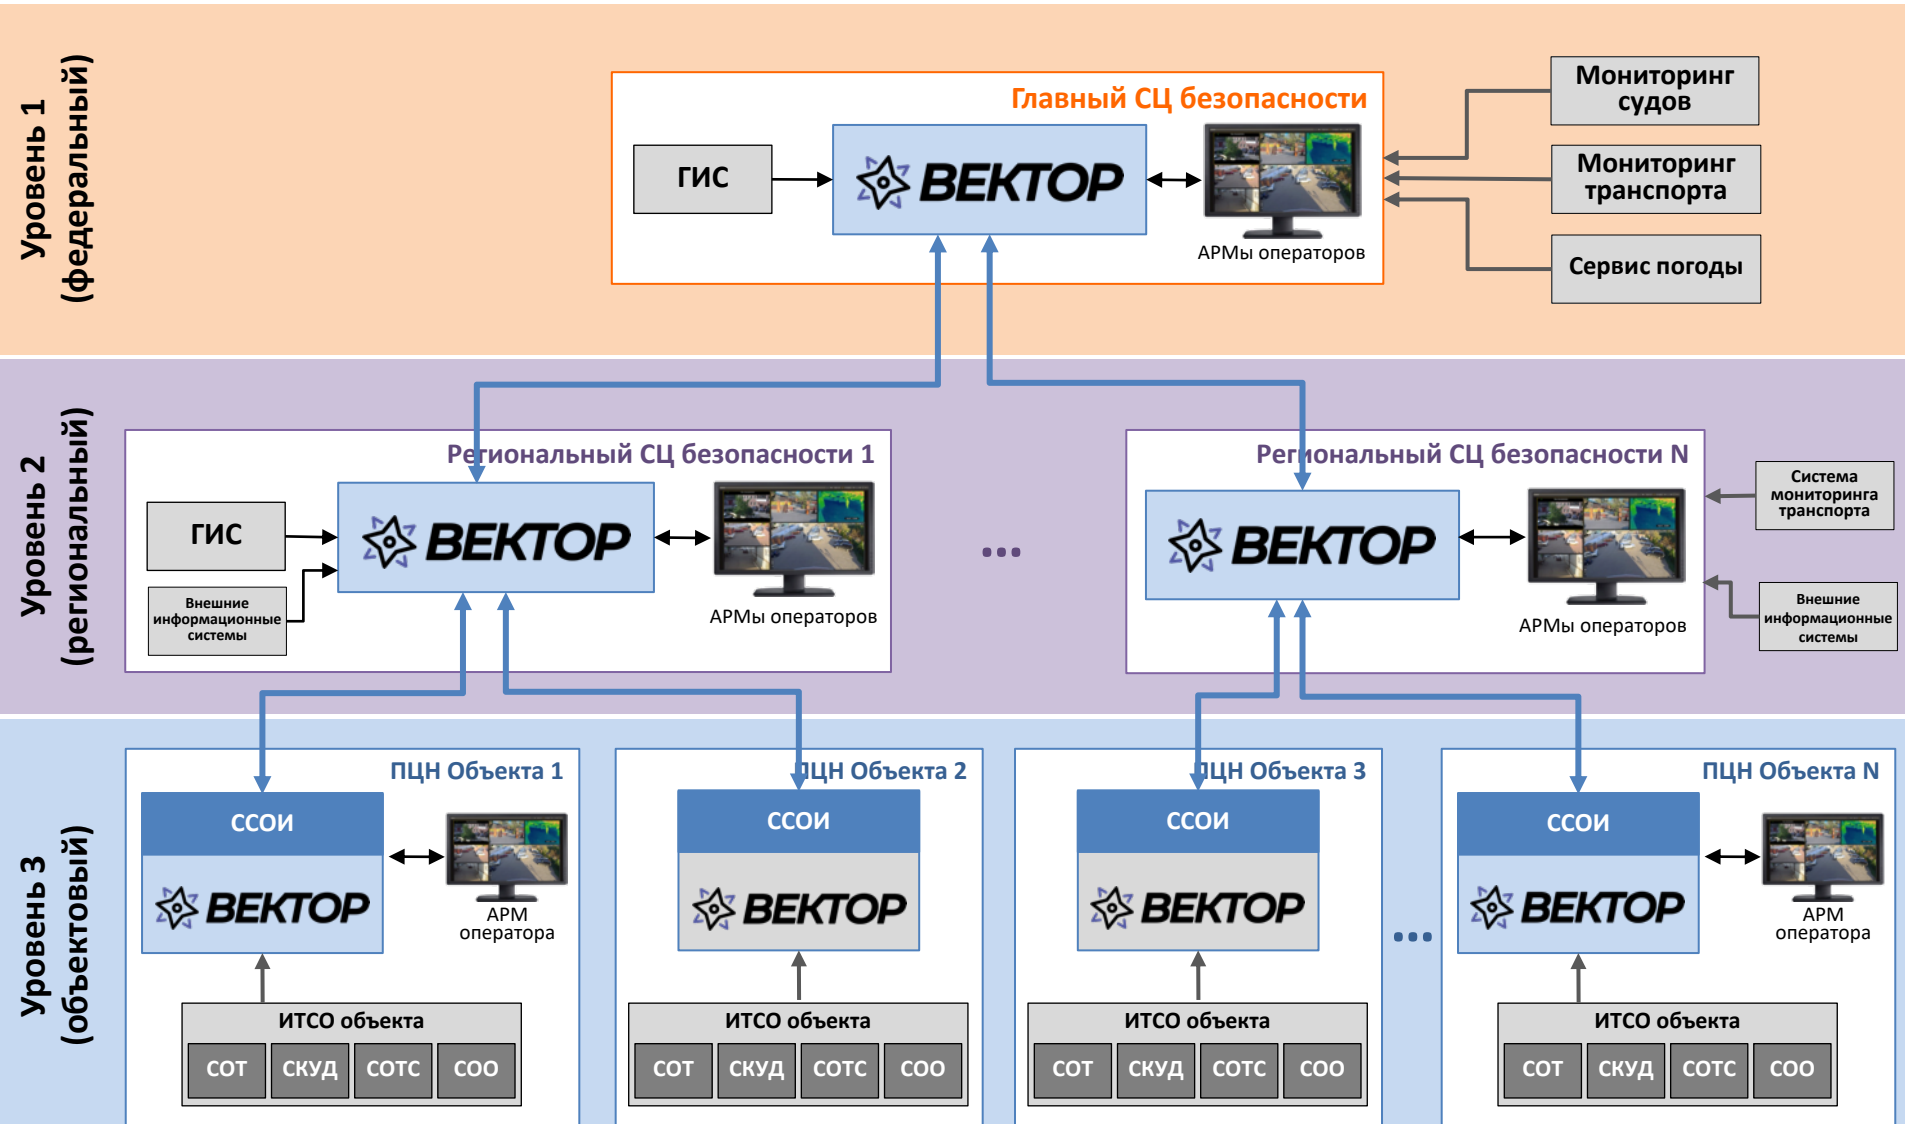 Уровень 1
(федеральный)
Главный СЦ безопасности
ГИС
ВЕКТОР
АРМы операторов
Мониторинг
судов
Мониторинг
транспорта
Сервис погоды
Уровень 2
(региональный)
Региональный СЦ безопасности 1
ГИС
Внешние
информационные
системы
ВЕКТОР
АРМы операторов
...
Региональный СЦ безопасности N
ВЕКТОР
АРМы операторов
Система
мониторинга
транспорта
Внешние
информационные
системы
Уровень 3
(объектовый)
ПЦН Объекта 1
ССОИ
ВЕКТОР
АРМ
оператора
ИТСО объекта
СОТ СКУД СОТС СОО
ПЦН Объекта 2
ССОИ
ВЕКТОР
ИТСО объекта
СОТ СКУД СОТС СОО
ПЦН Объекта 3
ССОИ
ВЕКТОР
ИТСО объекта
СОТ СКУД СОТС СОО
...
ПЦН Объекта N
ССОИ
ВЕКТОР
АРМ
оператора
ИТСО объекта
СОТ СКУД СОТС СОО